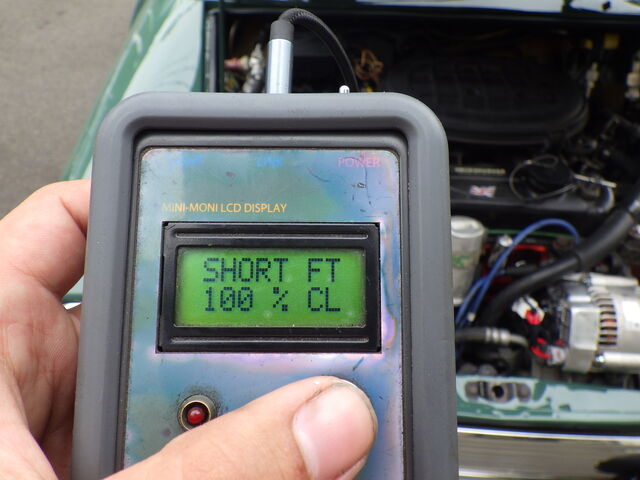 POWER
MINI-MONI LCD DISPLAY
SHORT FT
100 % CL